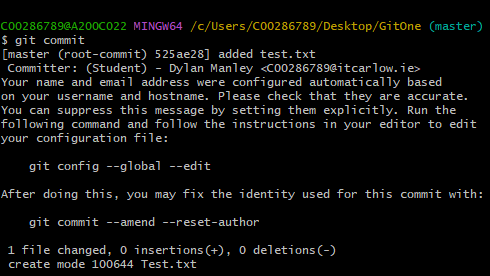 C00286789@A200C022 MINGW64 /c/Users/C00286789/Desktop/GitOne (master)
$ git commit
[master (root-commit) 525ae28] added test.txt
 Committer: (Student) - Dylan Manley <C00286789@itcarlow.ie>
Your name and email address were configured automatically based
on your username and hostname. Please check that they are accurate.
You can suppress this message by setting them explicitly. Run the
following command and follow the instructions in your editor to edit
your configuration file:

    git config --global --edit

After doing this, you may fix the identity used for this commit with:

    git commit --amend --reset-author

 1 file changed, 0 insertions(+), 0 deletions(-)
 create mode 100644 Test.txt